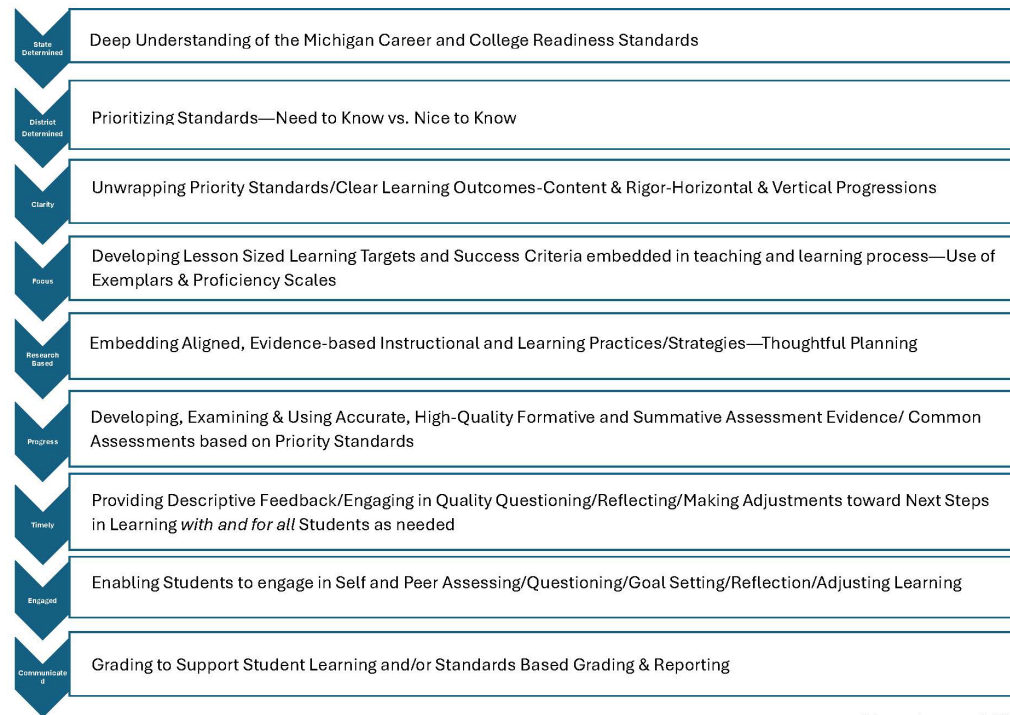 State
Determined
Deep Understanding of the Michigan Career and College Readiness Standards
District
Determined
Prioritizing Standards—Need to Know vs. Nice to Know
Clarity
Unwrapping Priority Standards/Clear Learning Outcomes-Content & Rigor-Horizontal & Vertical Progressions
Focus
Developing Lesson Sized Learning Targets and Success Criteria embedded in teaching and learning process—Use of
Exemplars & Proficiency Scales
Research
Based
Embedding Aligned, Evidence-based Instructional and Learning Practices/Strategies—Thoughtful Planning
Progress
Developing, Examining & Using Accurate, High-Quality Formative and Summative Assessment Evidence/ Common
Assessments based on Priority Standards
Timely
Providing Descriptive Feedback/Engaging in Quality Questioning/Reflecting/Making Adjustments toward Next Steps
in Learning with and for all Students as needed
Engaged
Enabling Students to engage in Self and Peer Assessing/Questioning/Goal Setting/Reflection/Adjusting Learning
Communicate
d
Grading to Support Student Learning and/or Standards Based Grading & Reporting